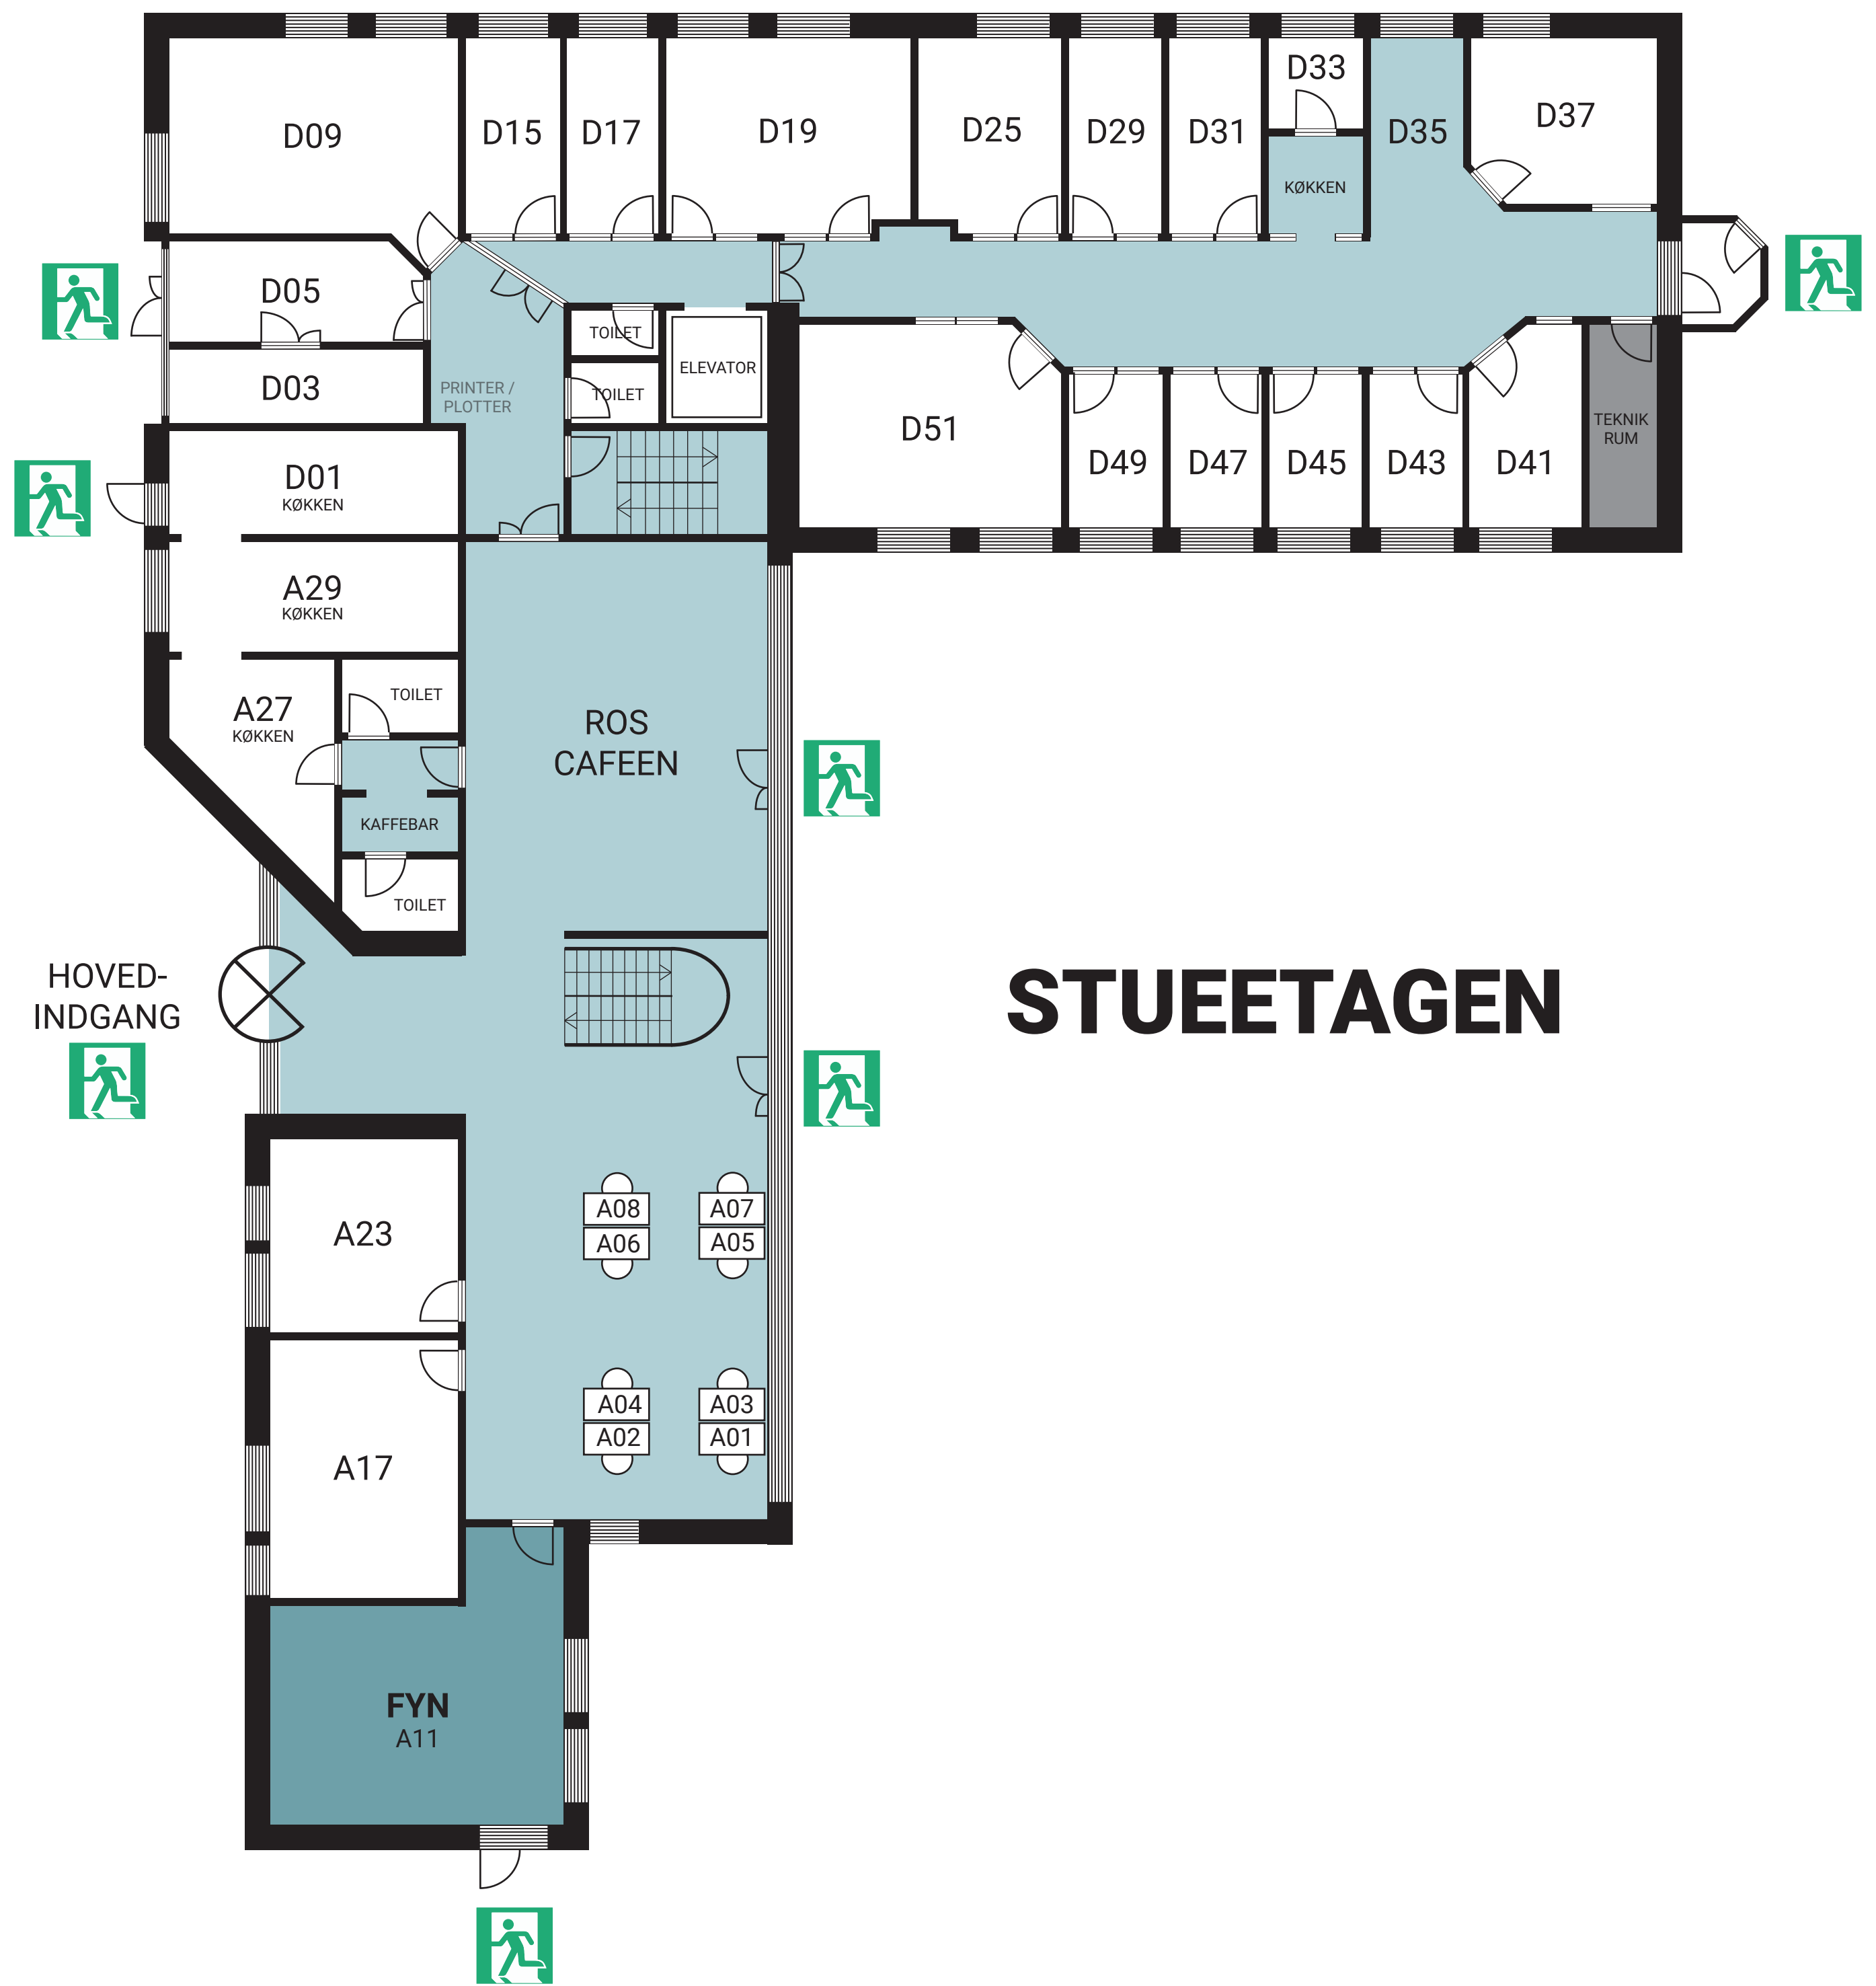 D33
D37
D09
D15
D17
D19
D25
D29
D31
D35
KØKKEN
D05
TOILET
ELEVATOR
D03
PRINTER /
PLOTTER
TOILET
D51
TEKNIK
RUM
D01
KØKKEN
D49
D47
D45
D43
D41
A29
KØKKEN
A27
KØKKEN
TOILET
ROS
CAFEEN
KAFFEBAR
TOILET
HOVED-
INDGANG
STUEETAGEN
A08
A07
A06
A05
A23
A04
A03
A02
A01
A17
FYN
A11